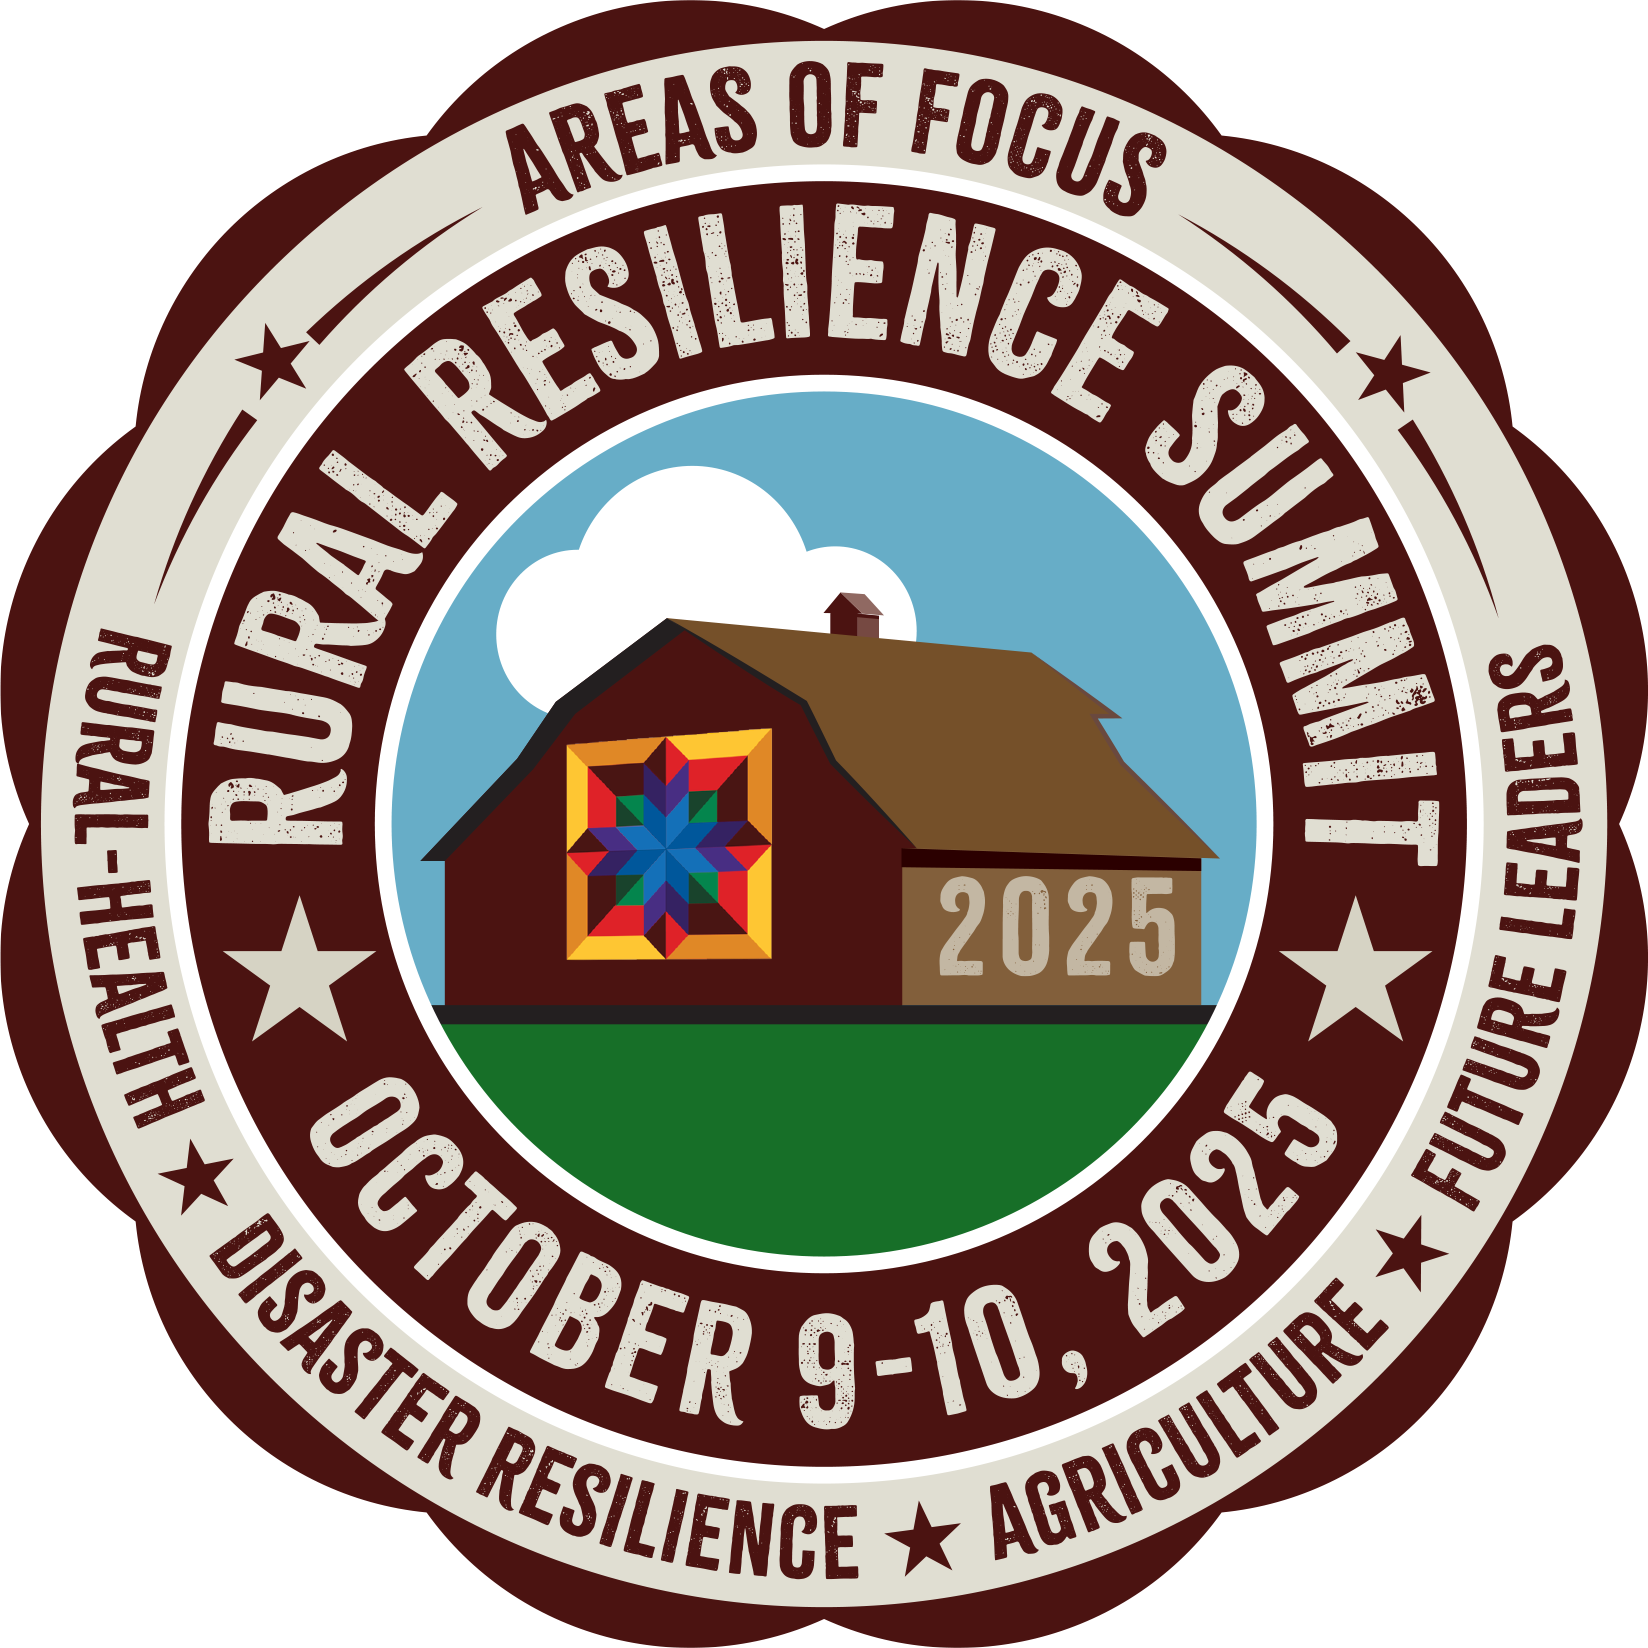 AREAS OF FOCUS
RURAL RESILIENCE SUMMIT
2025
OCTOBER 9-10, 2025
RURAL-HEALTH ★ DISASTER RESILIENCE ★ AGRICULTURE ★ FUTURE LEADERS